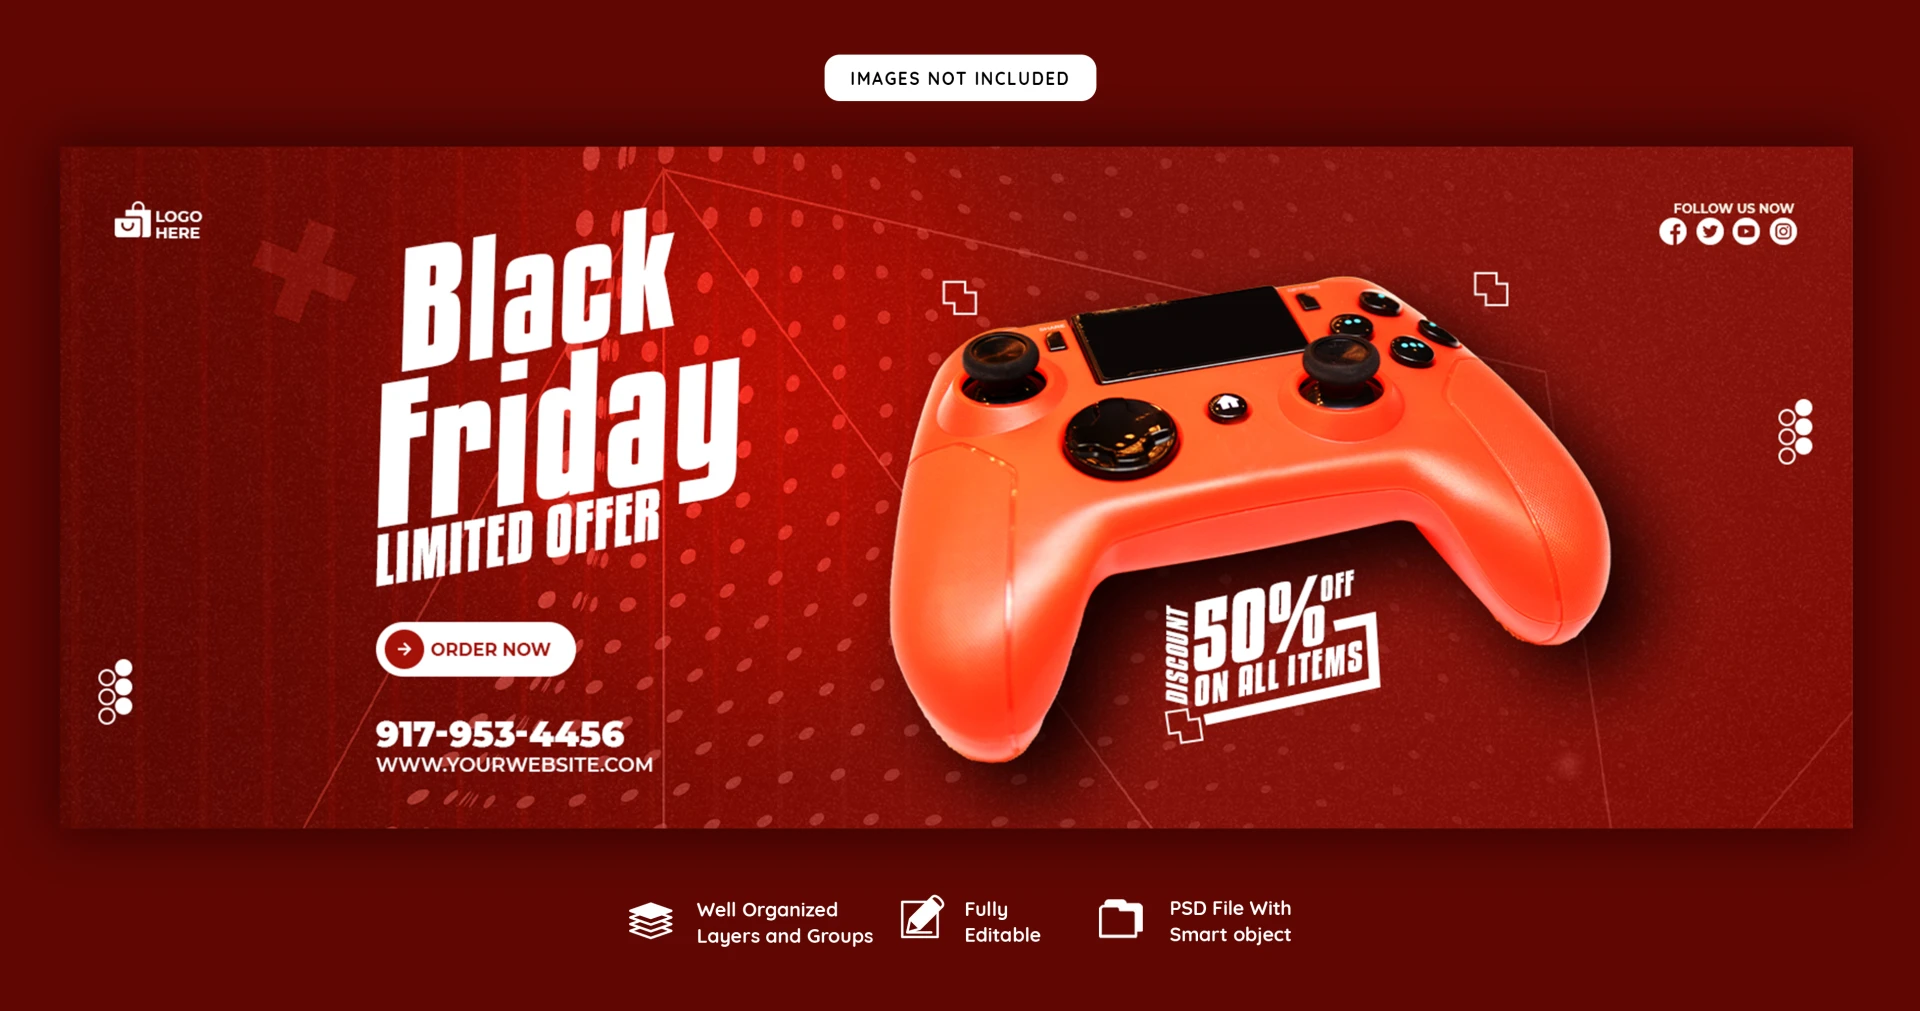 IMAGES NOT INCLUDED
LOGO
HERE
FOLLOW US NOW
Black
Friday
LIMITED OFFER
ORDER NOW
917-953-4456
WWW.YOURWEBSITE.COM
SHARE
DISCOUNT
50% OFF
ON ALL ITEMS
Well Organized
Layers and Groups
Fully
Editable
PSD File With
Smart object